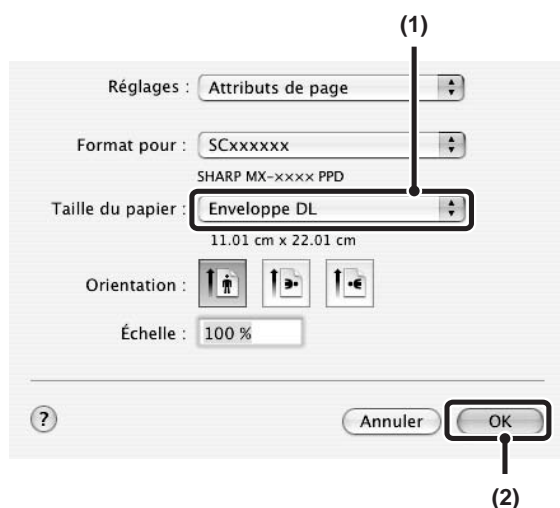 (1)
Réglages : Attributs de page
Format pour : SCxxxxxx
SHARP MX-xxxx PPD
Taille du papier : Enveloppe DL
11.01 cm x 22.01 cm
Orientation :
Échelle : 100 %
? Annuler OK
(2)